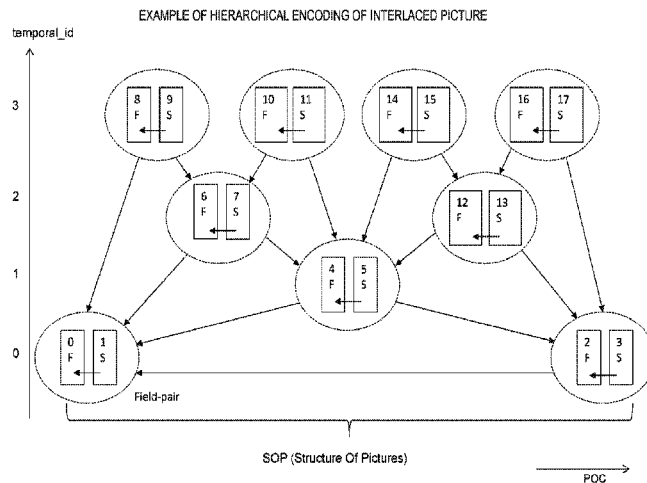 EXAMPLE OF HIERARCHICAL ENCODING OF INTERLACED PICTURE
temporal_id
3
8 9 10 11 14 15 16 17
F S F S F S F S
2
6 7 12 13
F S F S
1
4 5
F S
0
0 1 2 3
F S F S
Field-pair
SOP (Structure Of Pictures)
POC